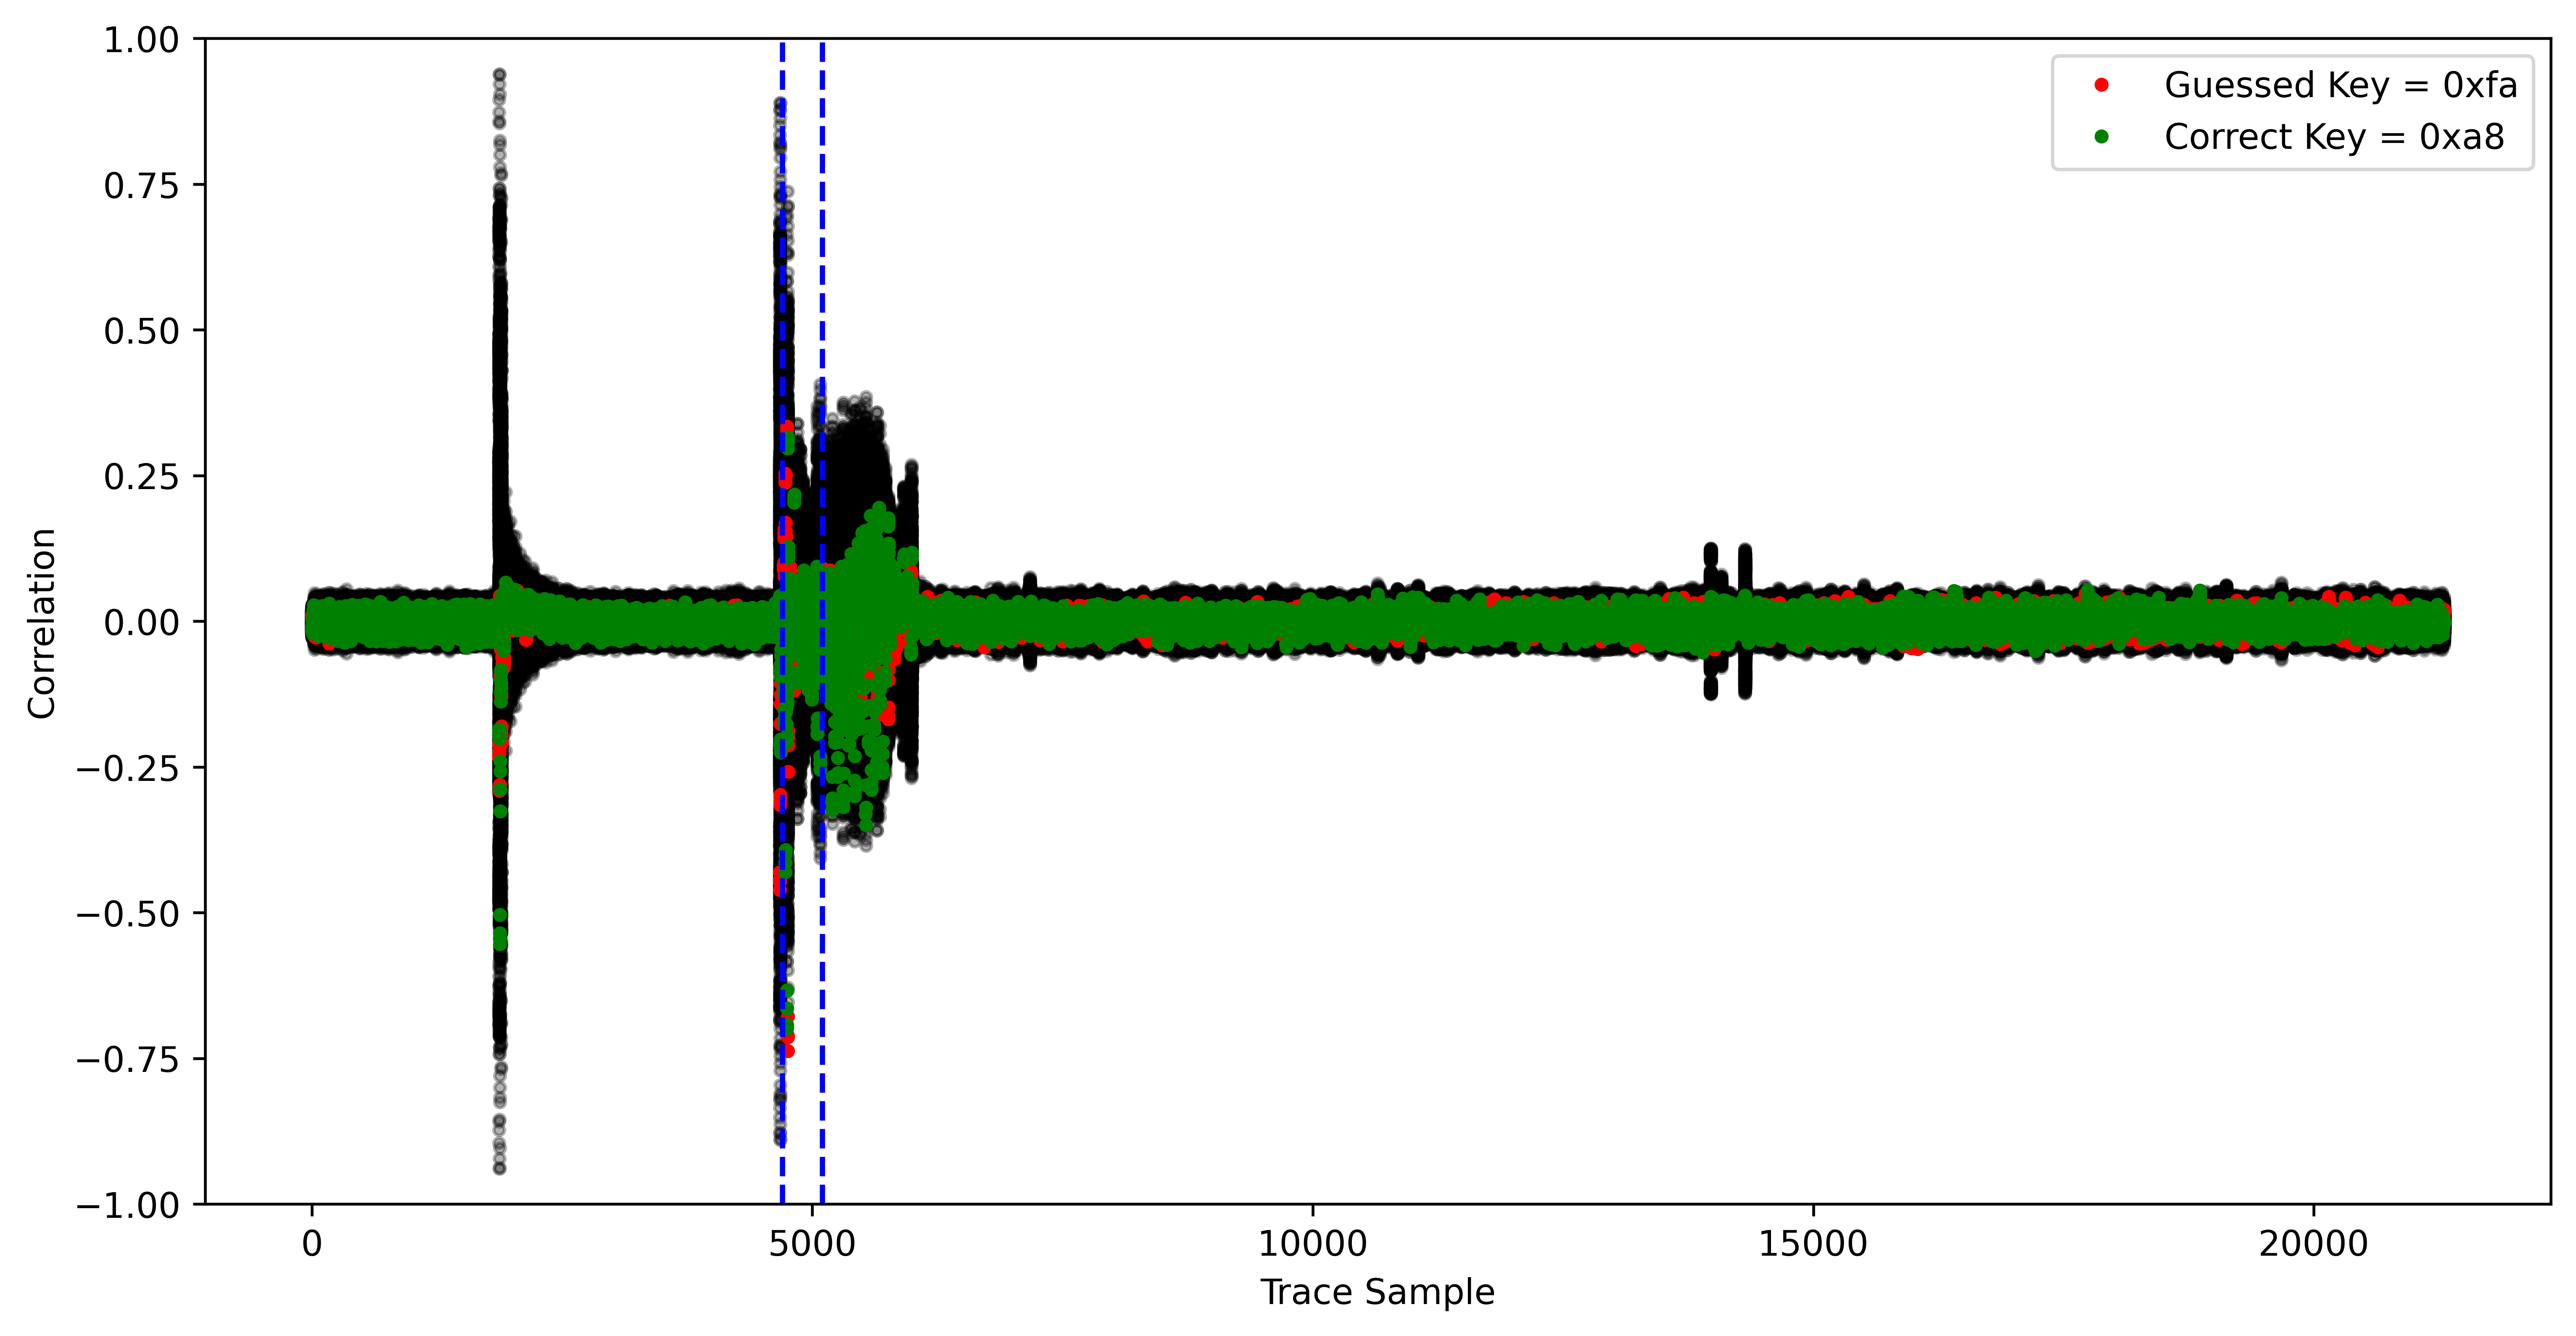 1.00
0.75
0.50
0.25
0.00
−0.25
−0.50
−0.75
−1.00
Correlation
Guessed Key = 0xfa
Correct Key = 0xa8
0 5000 10000 15000 20000
Trace Sample